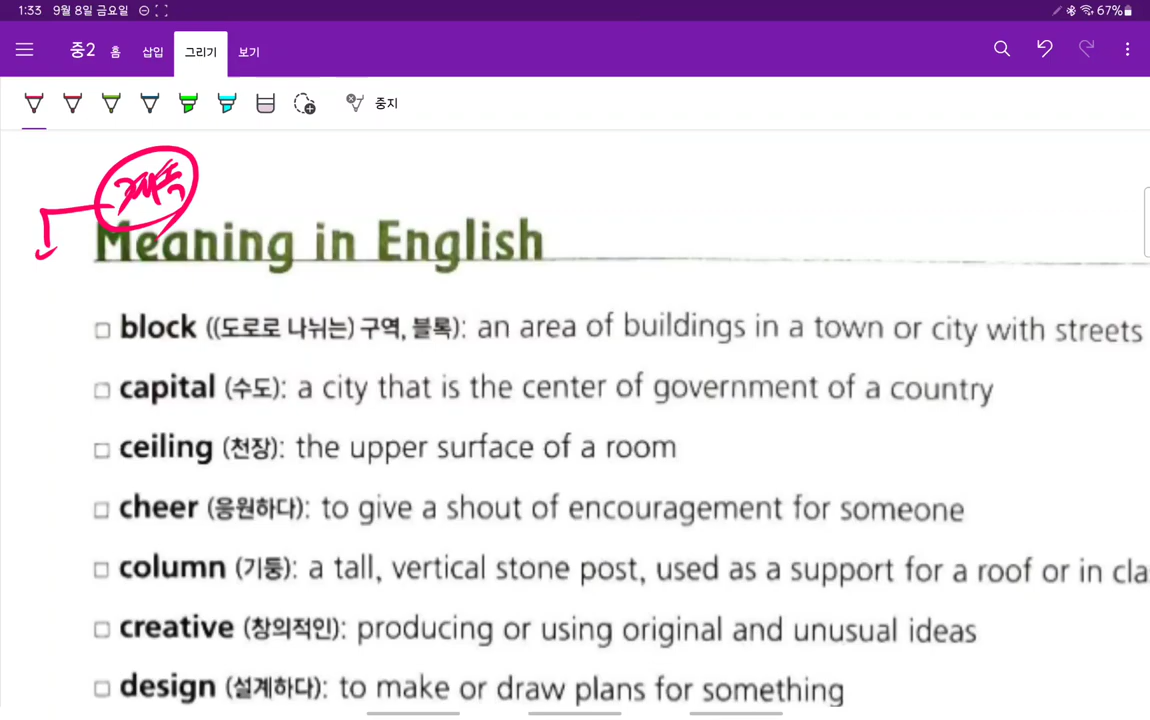 1:33 9월 8일 금요일 67%
중2 홈 삽입 그리기 보기
중지
Meaning in English
block ((도로로 나뉘는) 구역, 블록): an area of buildings in a town or city with streets
capital (수도): a city that is the center of government of a country
ceiling (천장): the upper surface of a room
cheer (응원하다): to give a shout of encouragement for someone
column (기둥): a tall, vertical stone post, used as a support for a roof or in cla
creative (창의적인): producing or using original and unusual ideas
design (설계하다): to make or draw plans for something